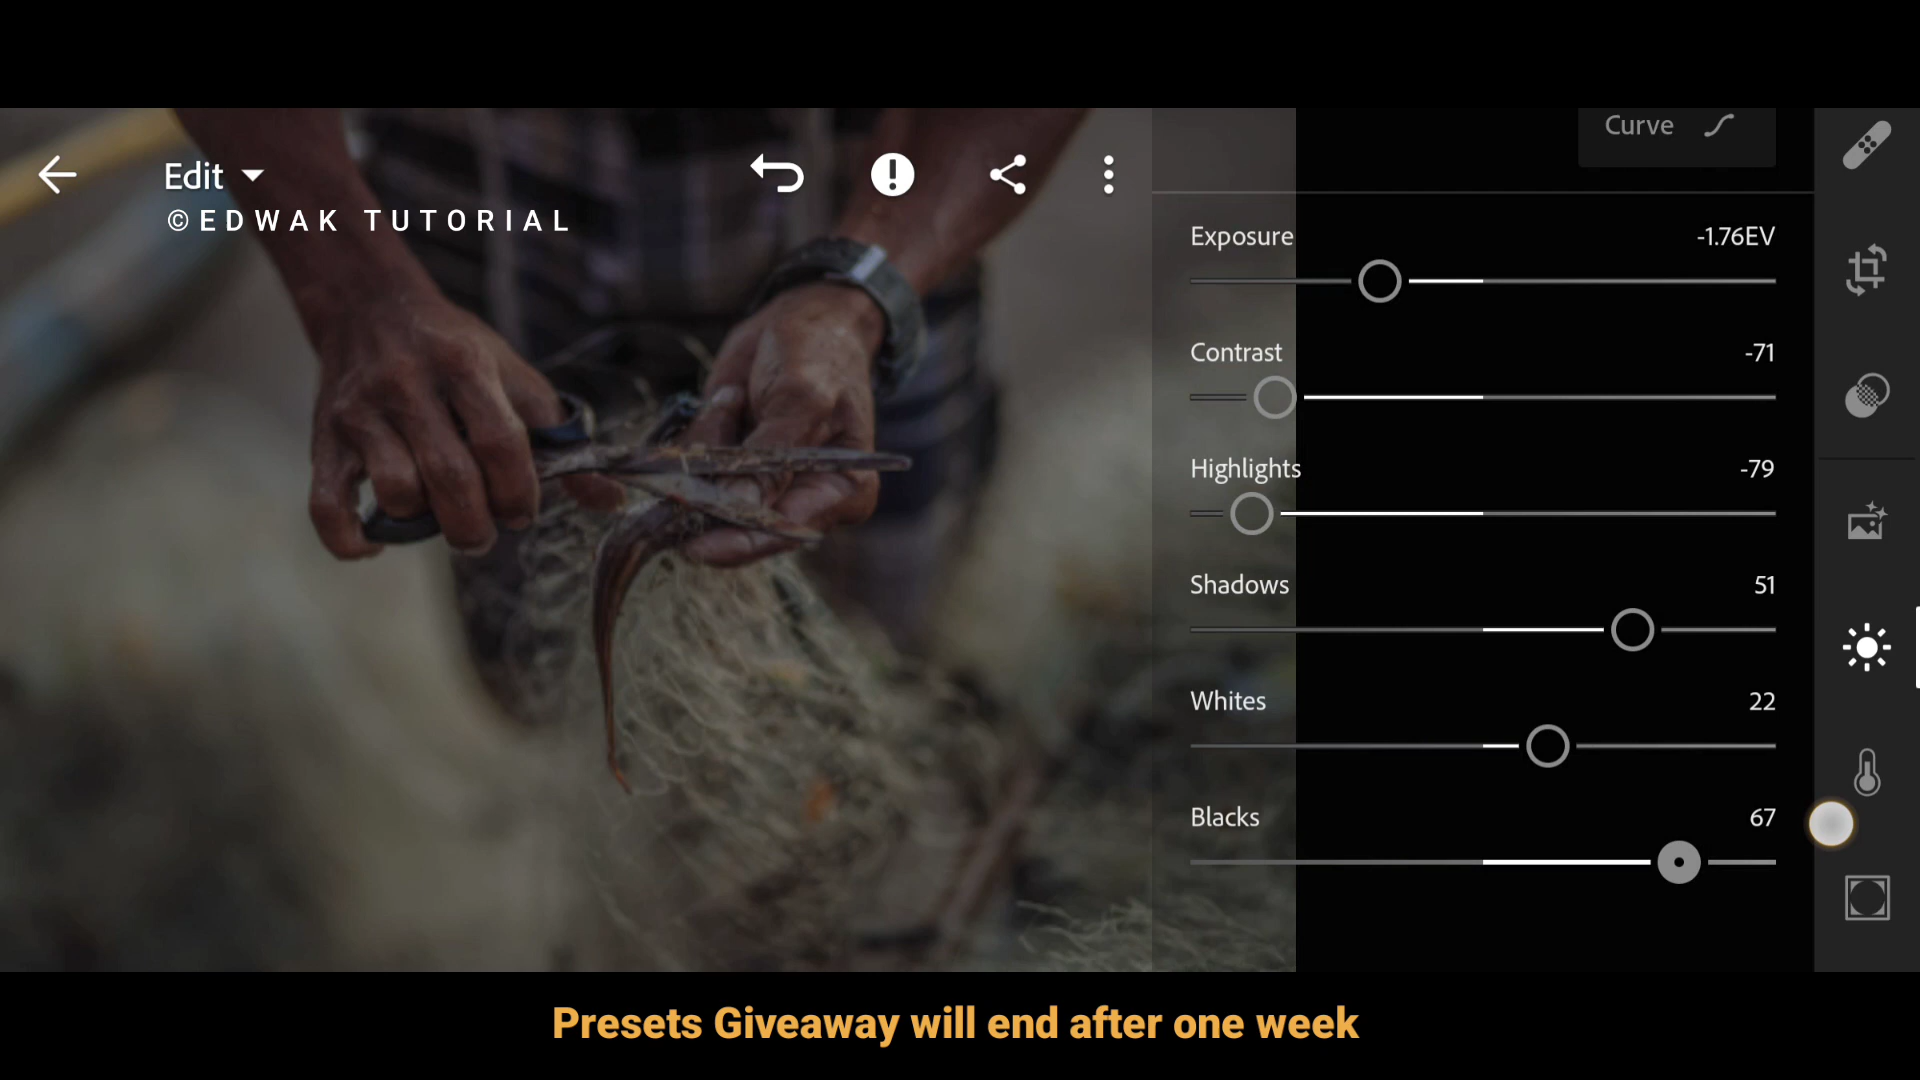 Edit
©EDWAK TUTORIAL
Curve
Exposure -1.76EV
Contrast -71
Highlights -79
Shadows 51
Whites 22
Blacks 67
Presets Giveaway will end after one week